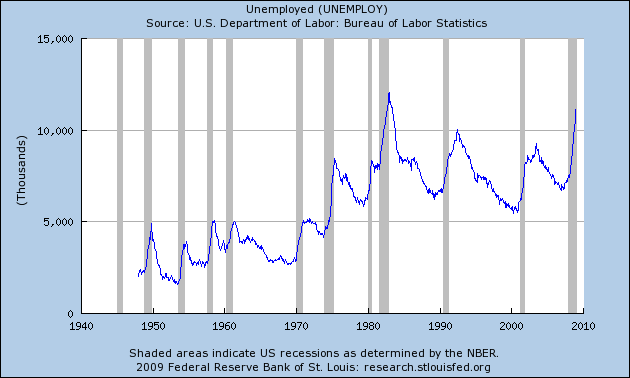 Unemployed (UNEMPLOY)
Source: U.S. Department of Labor: Bureau of Labor Statistics
15,000
10,000
5,000
0
(Thousands)
1940 1950 1960 1970 1980 1990 2000 2010
Shaded areas indicate US recessions as determined by the NBER.
2009 Federal Reserve Bank of St. Louis: research.stlouisfed.org